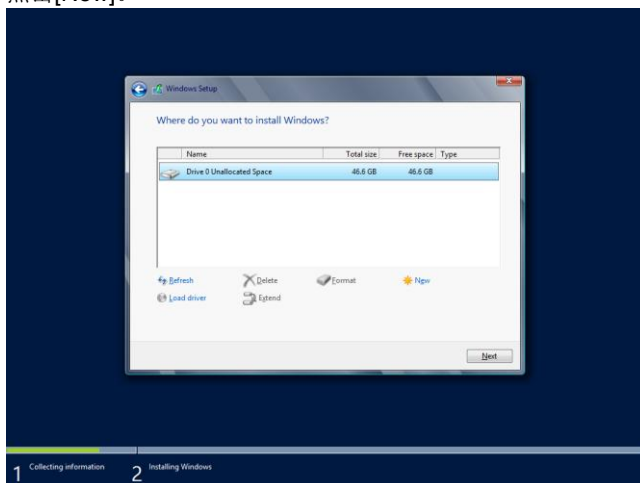 点击[New]。
Windows Setup
Where do you want to install Windows?
Name Total size Free space Type
Drive 0 Unallocated Space 46.6 GB 46.6 GB
Refresh Delete Format New
Load driver Extend
Next
1 Collecting information 2 Installing Windows